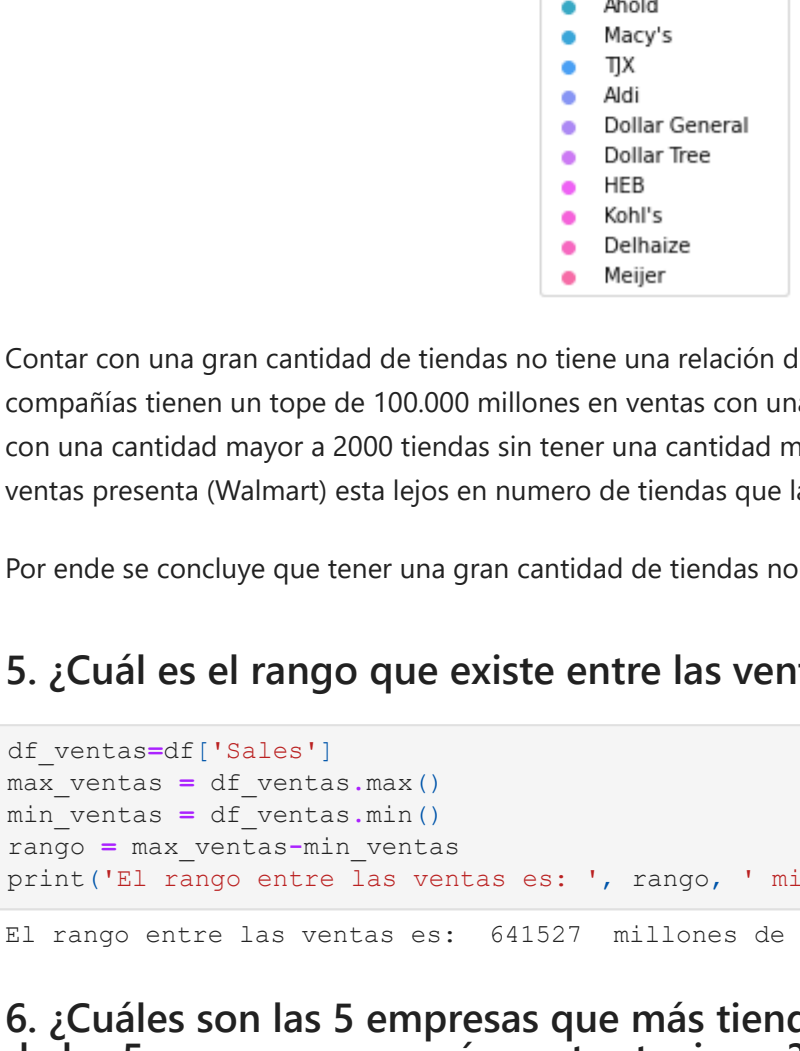 Ahold
Macy's
TJX
Aldi
Dollar General
Dollar Tree
HEB
Kohl's
Delhaize
Meijer
Contar con una gran cantidad de tiendas no tiene una relación d
compañías tienen un tope de 100.000 millones en ventas con una
con una cantidad mayor a 2000 tiendas sin tener una cantidad m
ventas presenta (Walmart) esta lejos en numero de tiendas que la
Por ende se concluye que tener una gran cantidad de tiendas no
5. ¿Cuál es el rango que existe entre las ven
df_ventas=df['Sales']
max_ventas = df_ventas.max()
min_ventas = df_ventas.min()
rango = max_ventas-min_ventas
print('El rango entre las ventas es: ', rango, ' mi
El rango entre las ventas es:  641527  millones de
6. ¿Cuáles son las 5 empresas que más tiend